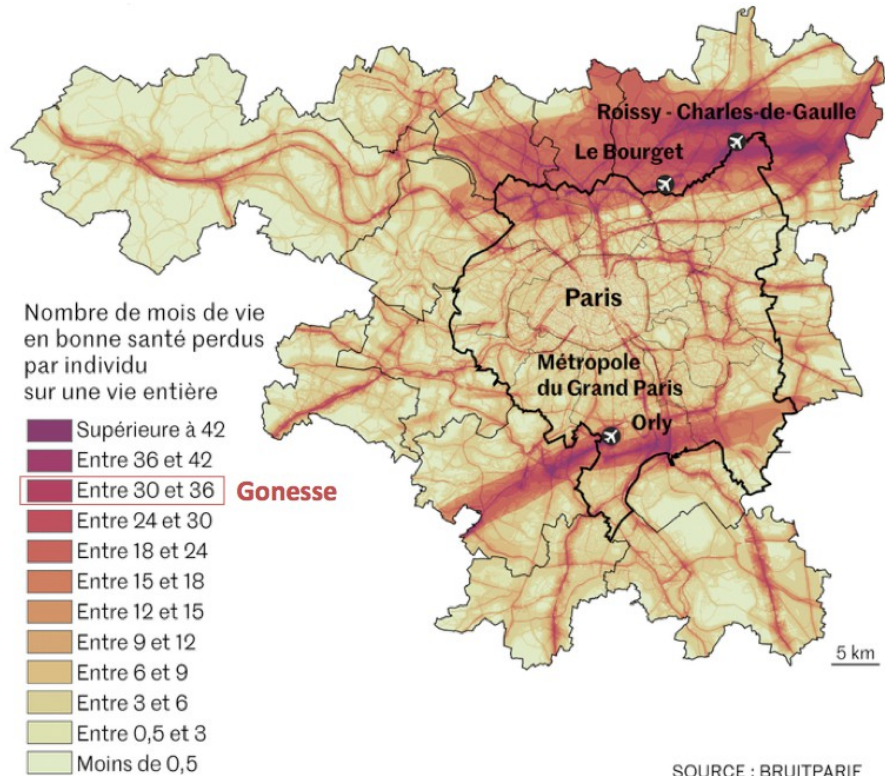 Roissy - Charles-de-Gaulle
Le Bourget
Paris
Métropole
du Grand Paris
Orly
Nombre de mois de vie
en bonne santé perdus
par individu
sur une vie entière
Supérieure à 42
Entre 36 et 42
Entre 30 et 36 Gonesse
Entre 24 et 30
Entre 18 et 24
Entre 15 et 18
Entre 12 et 15
Entre 9 et 12
Entre 6 et 9
Entre 3 et 6
Entre 0,5 et 3
Moins de 0,5
5 km
SOURCE : BRUITPARIF